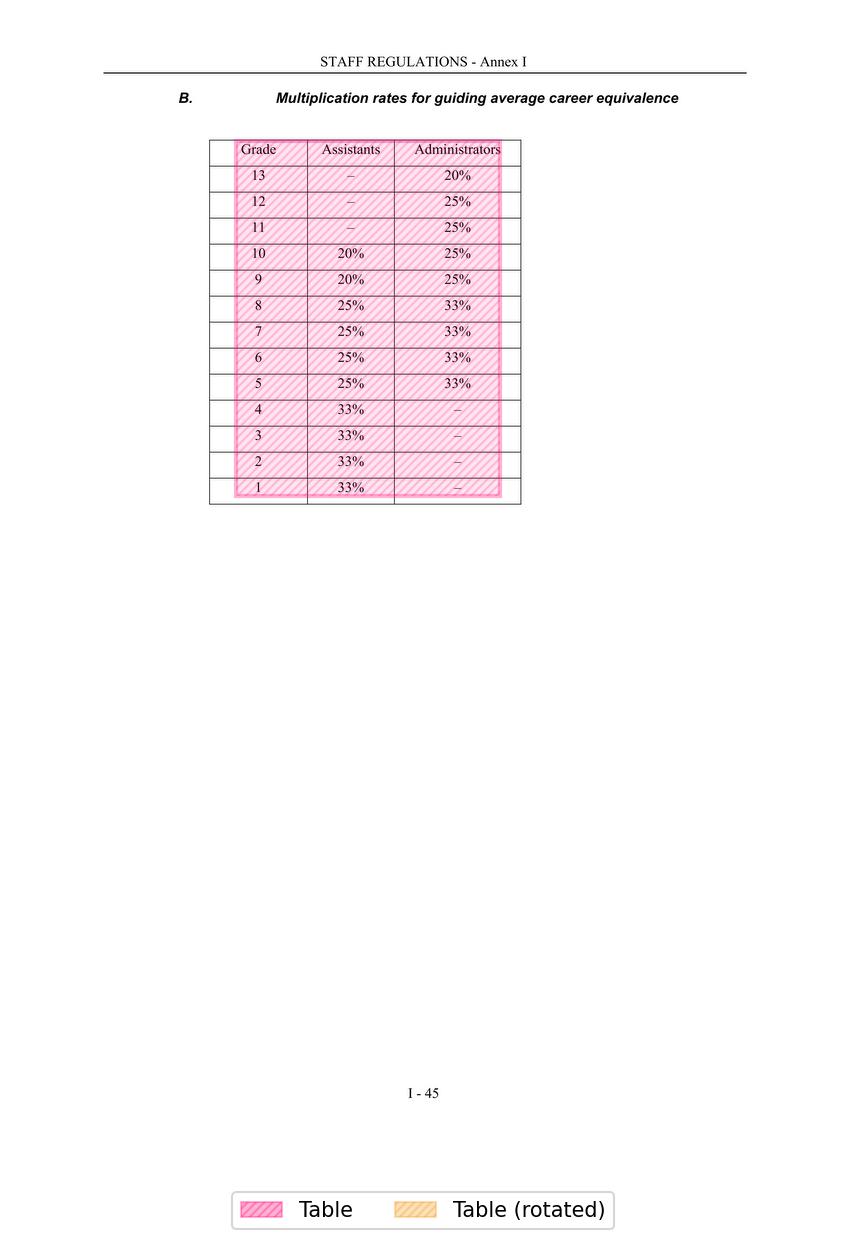 STAFF REGULATIONS - Annex I
B. Multiplication rates for guiding average career equivalence
Grade Assistants Administrators
13 – 20%
12 – 25%
11 – 25%
10 20% 25%
9 20% 25%
8 25% 33%
7 25% 33%
6 25% 33%
5 25% 33%
4 33% –
3 33% –
2 33% –
1 33% –
I - 45
Table Table (rotated)